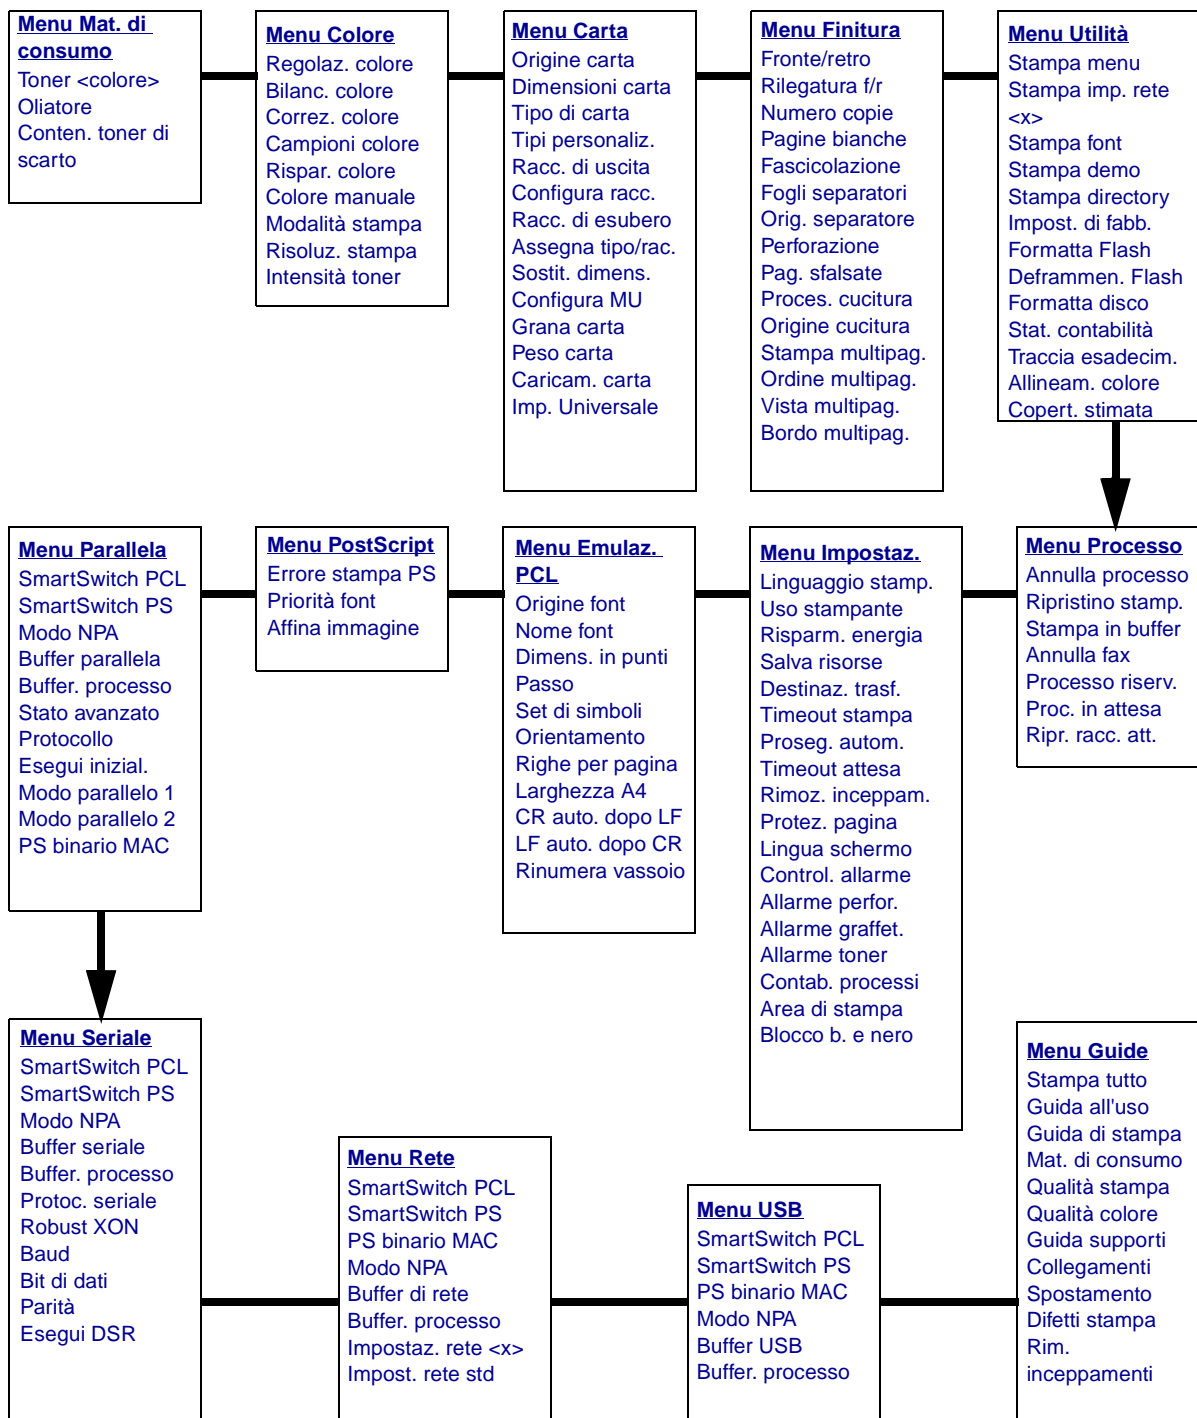 Menu Mat. di
consumo
Toner <colore>
Oliatore
Conten. toner di
scarto
Menu Colore
Regolaz. colore
Bilanc. colore
Correz. colore
Campioni colore
Rispar. colore
Colore manuale
Modalità stampa
Risoluz. stampa
Intensità toner
Menu Carta
Origine carta
Dimensioni carta
Tipo di carta
Tipi personaliz.
Racc. di uscita
Configura racc.
Racc. di esubero
Assegna tipo/rac.
Sostit. dimens.
Configura MU
Grana carta
Peso carta
Caricam. carta
Imp. Universale
Menu Finitura
Fronte/retro
Rilegatura f/r
Numero copie
Pagine bianche
Fascicolazione
Fogli separatori
Orig. separatore
Perforazione
Pag. sfalsate
Proces. cucitura
Origine cucitura
Stampa multipag.
Ordine multipag.
Vista multipag.
Bordo multipag.
Menu Utilità
Stampa menu
Stampa imp. rete
<x>
Stampa font
Stampa demo
Stampa directory
Impost. di fabb.
Formatta Flash
Deframmen. Flash
Formatta disco
Stat. contabilità
Traccia esadecim.
Allineam. colore
Copert. stimata
Menu Parallela
SmartSwitch PCL
SmartSwitch PS
Modo NPA
Buffer parallela
Buffer. processo
Stato avanzato
Protocollo
Esegui inizial.
Modo parallelo 1
Modo parallelo 2
PS binario MAC
Menu PostScript
Errore stampa PS
Priorità font
Affina immagine
Menu Emulaz.
PCL
Origine font
Nome font
Dimens. in punti
Passo
Set di simboli
Orientamento
Righe per pagina
Larghezza A4
CR auto. dopo LF
LF auto. dopo CR
Rinumera vassoio
Menu Impostaz.
Linguaggio stamp.
Uso stampante
Risparm. energia
Salva risorse
Destinaz. trasf.
Timeout stampa
Proseg. autom.
Timeout attesa
Rimoz. inceppam.
Protez. pagina
Lingua schermo
Control. allarme
Allarme perfor.
Allarme graffet.
Allarme toner
Contab. processi
Area di stampa
Blocco b. e nero
Menu Processo
Annulla processo
Ripristino stamp.
Stampa in buffer
Annulla fax
Processo riserv.
Proc. in attesa
Ripr. racc. att.
Menu Seriale
SmartSwitch PCL
SmartSwitch PS
Modo NPA
Buffer seriale
Buffer. processo
Protoc. seriale
Robust XON
Baud
Bit di dati
Parità
Esegui DSR
Menu Rete
SmartSwitch PCL
SmartSwitch PS
PS binario MAC
Modo NPA
Buffer di rete
Buffer. processo
Impostaz. rete <x>
Impost. rete std
Menu USB
SmartSwitch PCL
SmartSwitch PS
PS binario MAC
Modo NPA
Buffer USB
Buffer. processo
Menu Guide
Stampa tutto
Guida all'uso
Guida di stampa
Mat. di consumo
Qualità stampa
Qualità colore
Guida supporti
Collegamenti
Spostamento
Difetti stampa
Rim.
inceppamenti